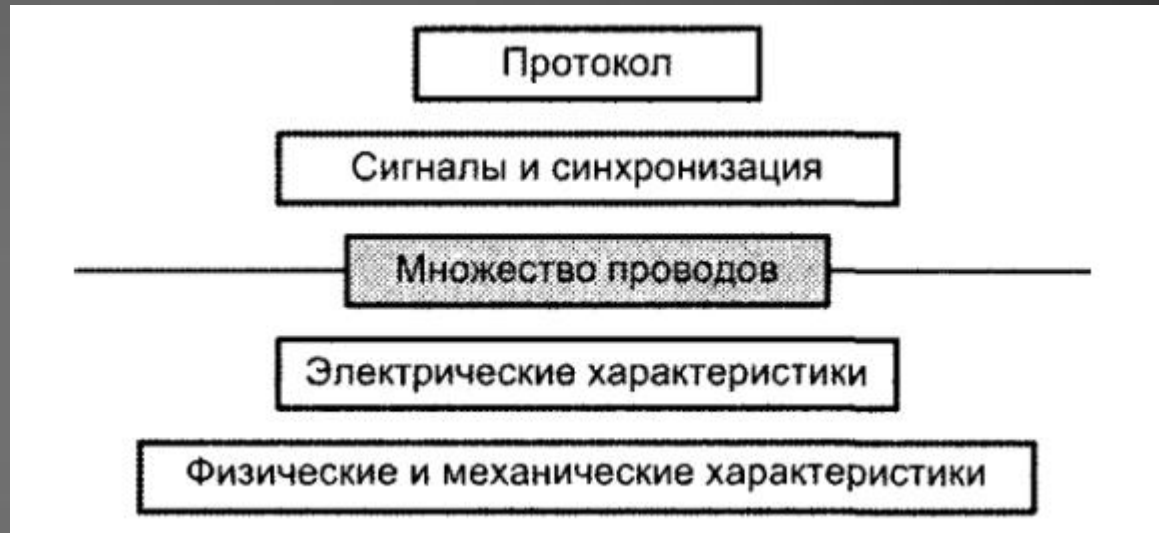 Протокол
Сигналы и синхронизация
Множество проводов
Электрические характеристики
Физические и механические характеристики